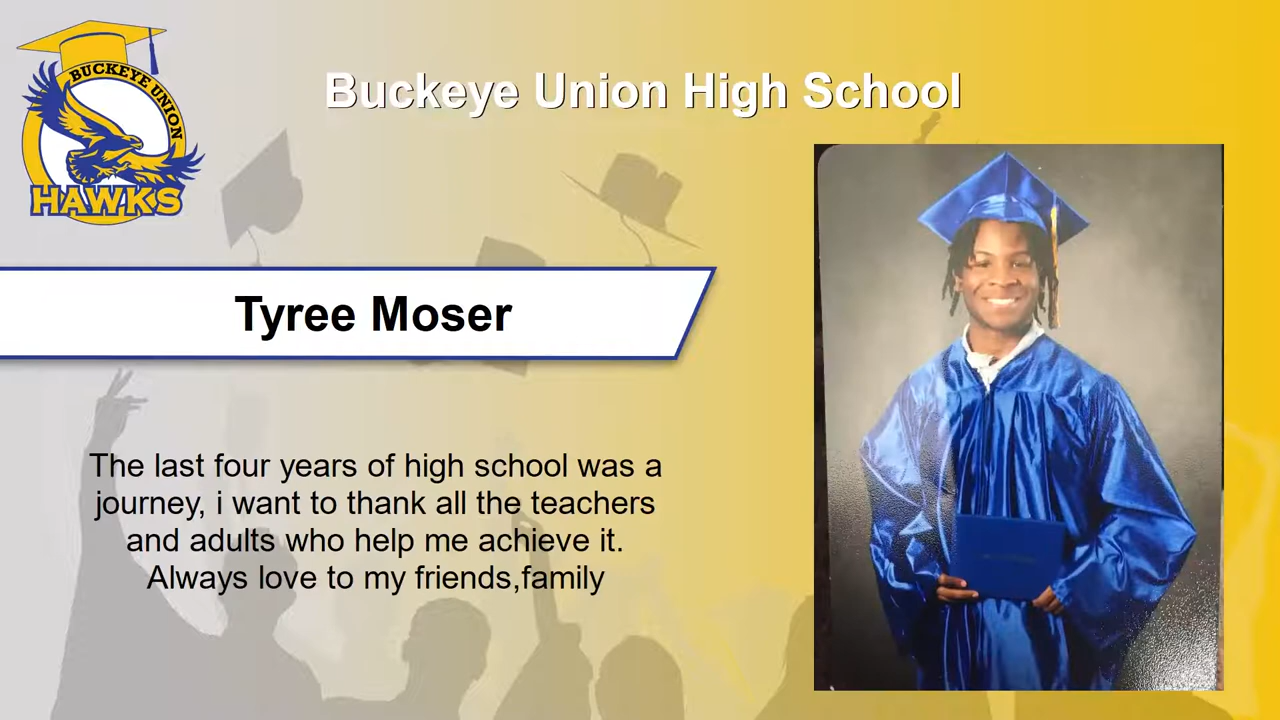 BUCKEYE UNION
HAWKS
Buckeye Union High School
Tyree Moser
The last four years of high school was a
journey, i want to thank all the teachers
and adults who help me achieve it.
Always love to my friends,family